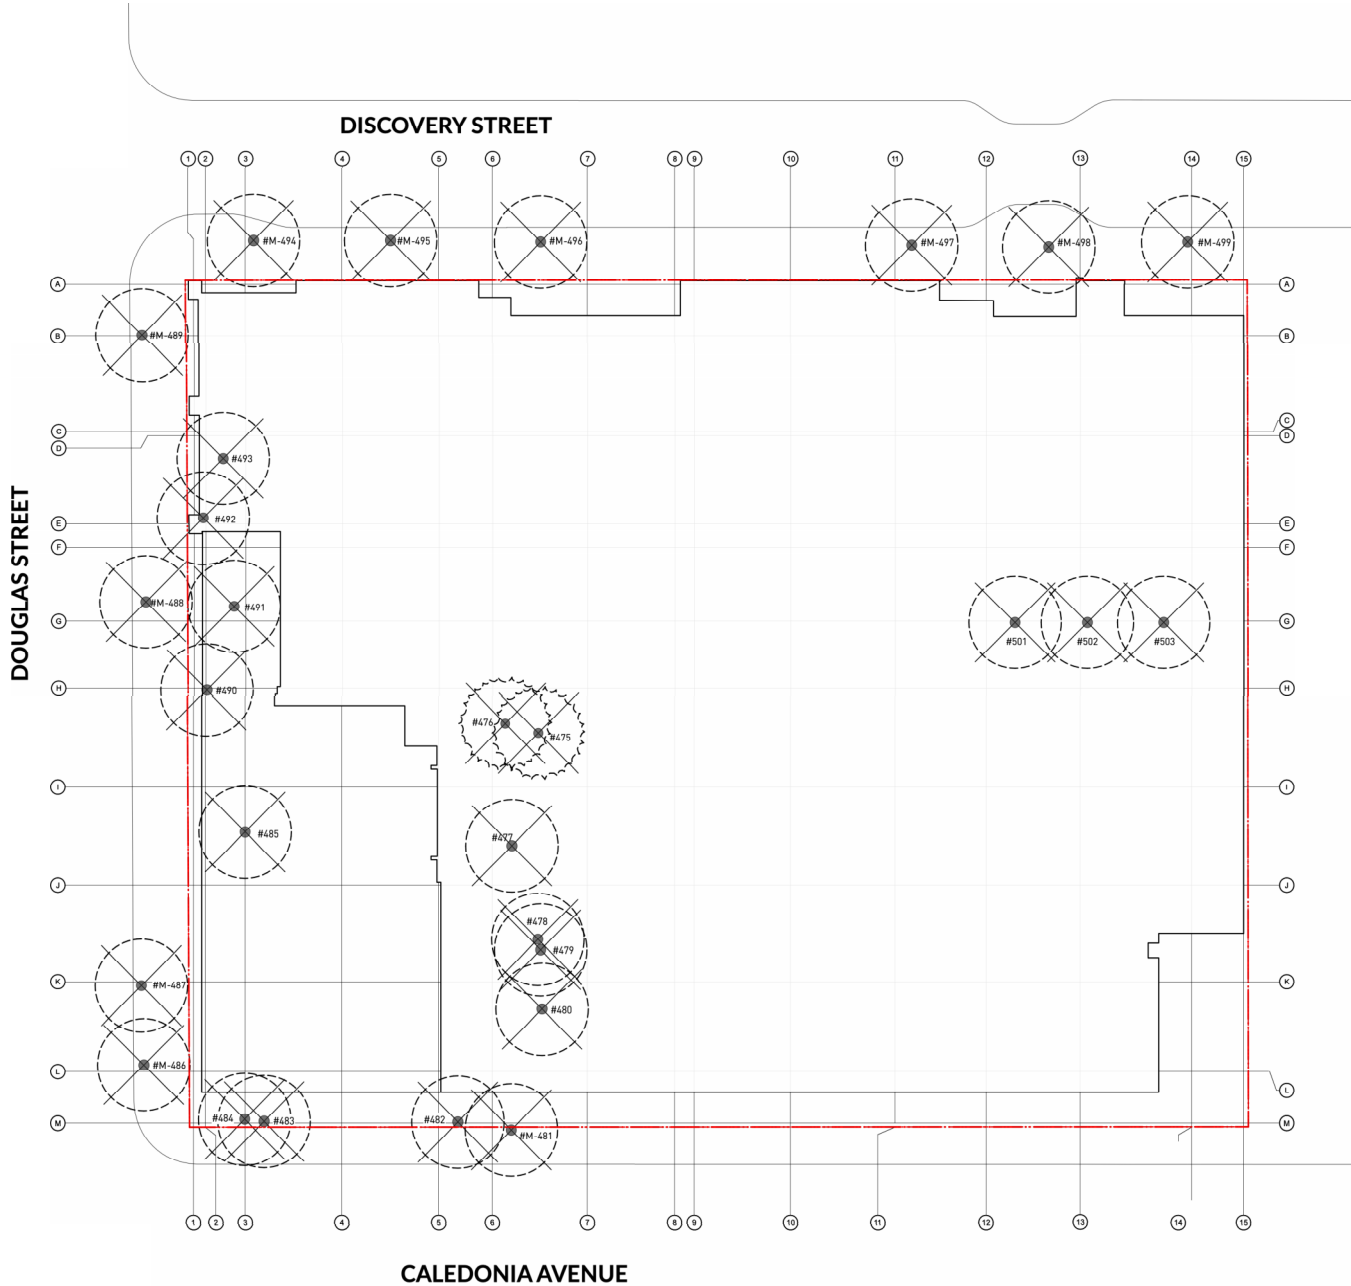 DISCOVERY STREET
1 2 3 4 5 6 7 8 9 10 11 12 13 14 15
#M-494 #M-495 #M-496 #M-497 #M-498 #M-499
A A
#M-489
B B
C C
D D
#493
#492
E E
F F
DOUGLAS STREET
#M-488 #491
G G
#501 #502 #503
H H
#490
#476 #475
I I
#485 #477
J J
#478
#479
K K
#M-487
#480
#M-486
L L
#484 #483 #482 #M-481
M M
1 2 3 4 5 6 7 8 9 10 11 12 13 14 15
CALEDONIA AVENUE